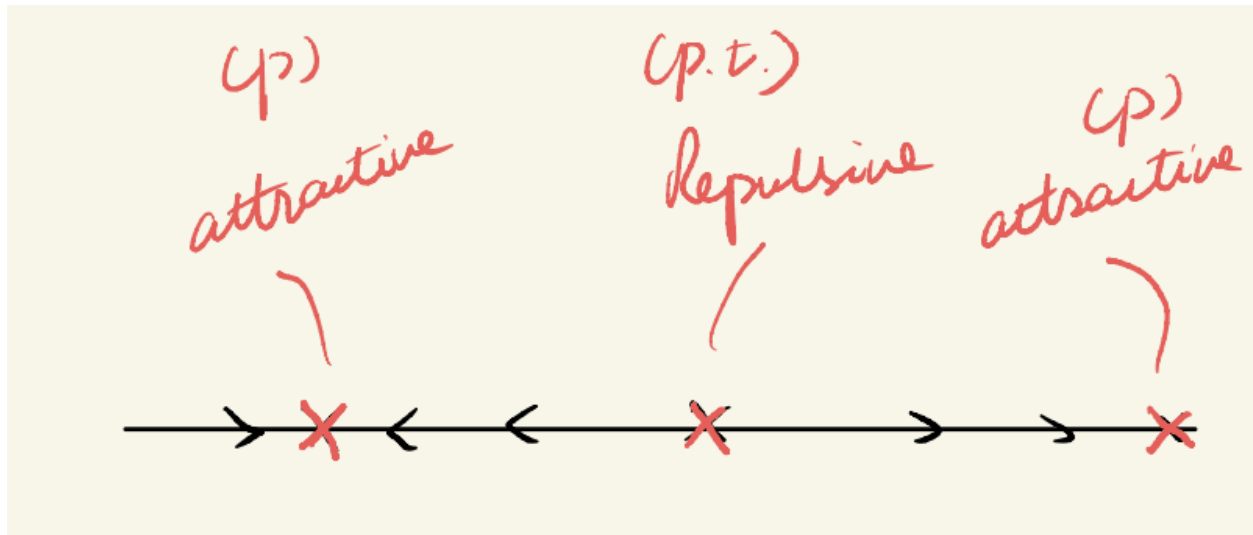 (p)
attractive
(p.t.)
Repulsive
(p)
attractive